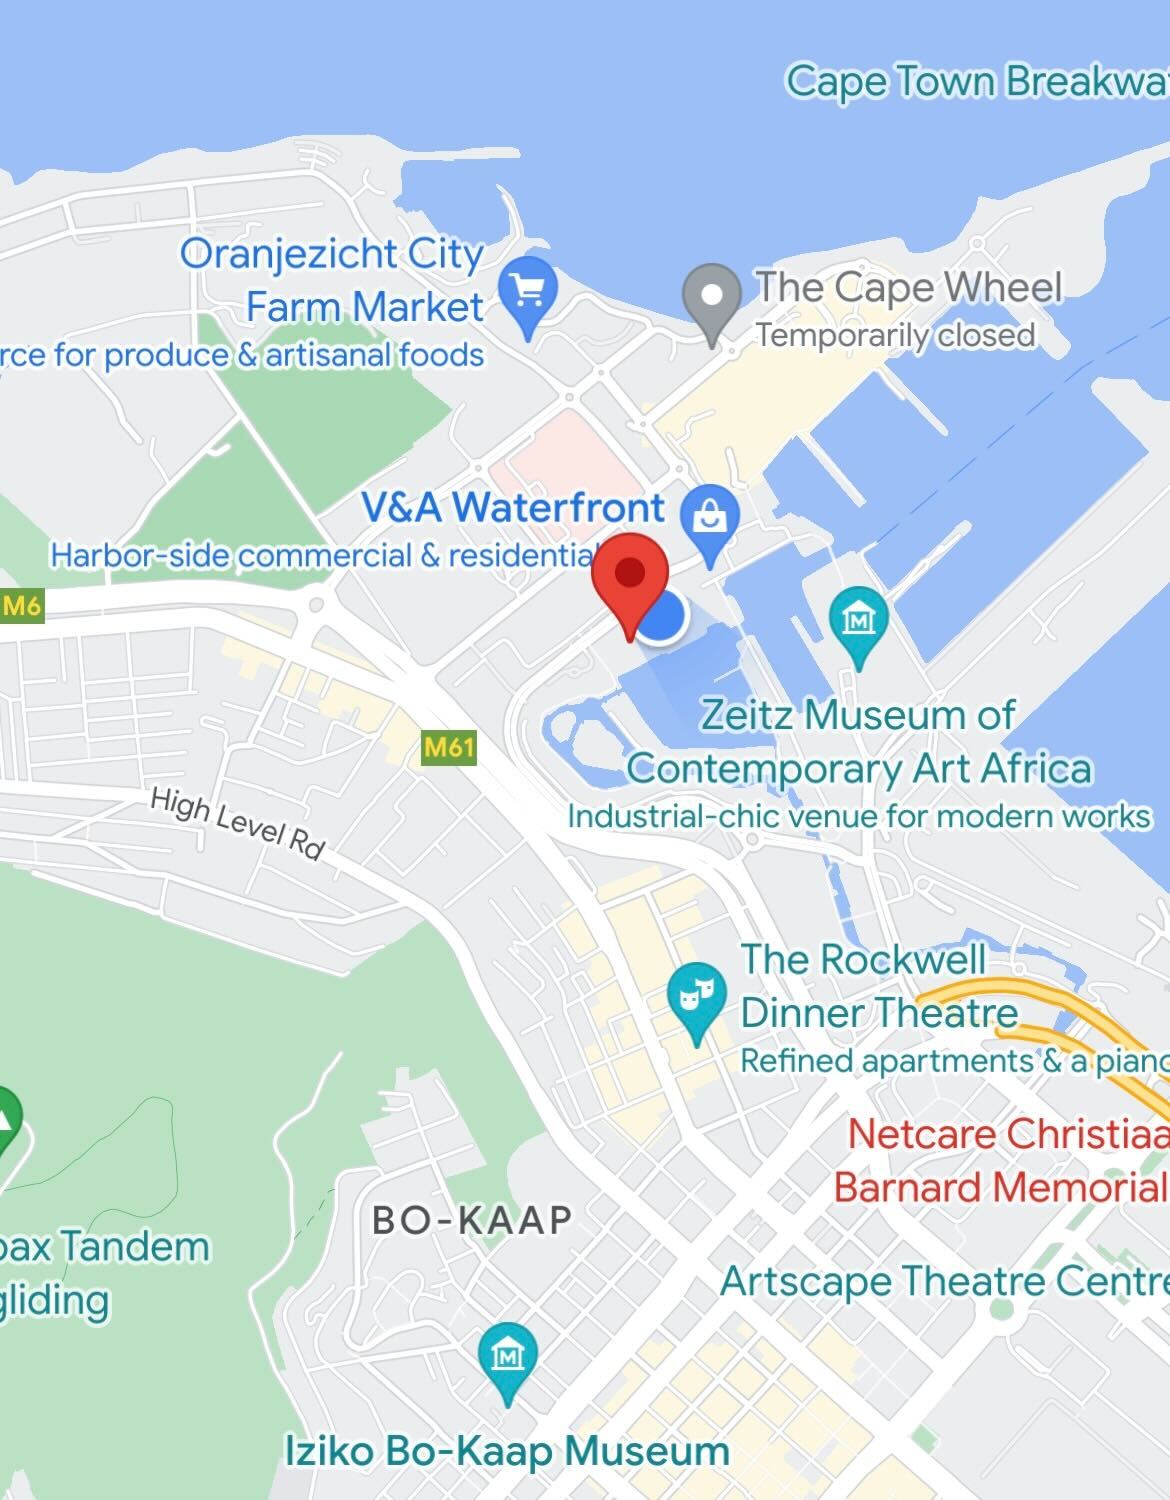 Cape Town Breakwat
Oranjezicht City
Farm Market
rce for produce & artisanal foods
The Cape Wheel
Temporarily closed
V&A Waterfront
Harbor-side commercial & residential
M6
Zeitz Museum of
Contemporary Art Africa
Industrial-chic venue for modern works
M61
High Level Rd
The Rockwell
Dinner Theatre
Refined apartments & a piano
Netcare Christiaa
Barnard Memorial
BO-KAAP
pax Tandem
gliding
Artscape Theatre Centre
M
Iziko Bo-Kaap Museum